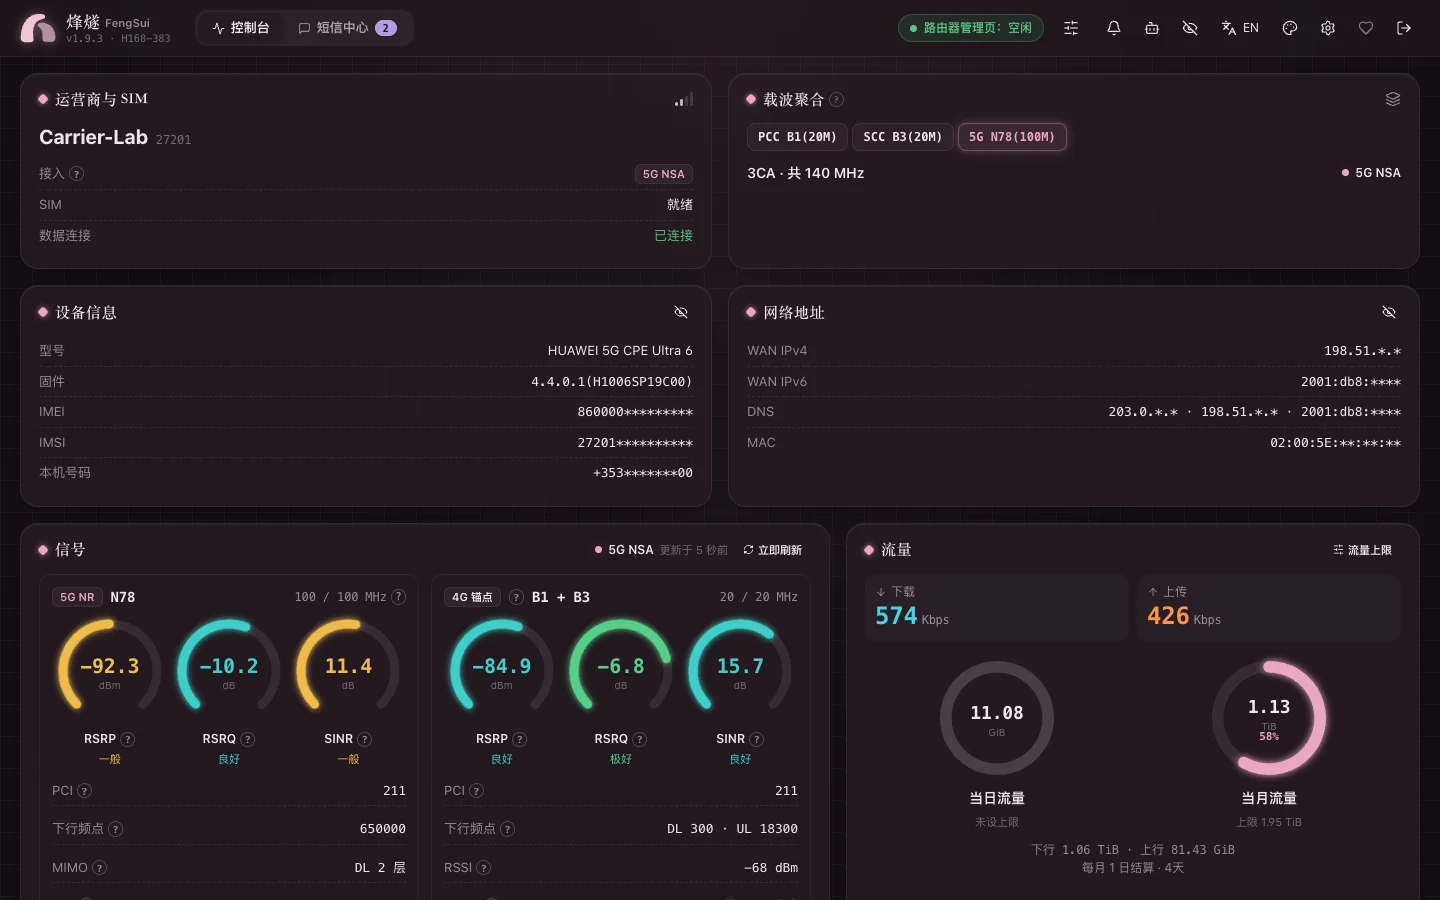 烽燧 FengSui
v1.9.3 · H168-383
控制台
短信中心 2
路由器管理页：空闲
EN
运营商与 SIM
Carrier-Lab 27201
接入 ? 5G NSA
SIM 就绪
数据连接 已连接
载波聚合 ?
PCC B1(20M) SCC B3(20M) 5G N78(100M)
3CA · 共 140 MHz 5G NSA
设备信息
型号 HUAWEI 5G CPE Ultra 6
固件 4.4.0.1(H1006SP19C00)
IMEI 860000*********
IMSI 27201**********
本机号码 +353*******00
网络地址
WAN IPv4 198.51.*.*
WAN IPv6 2001:db8:****
DNS 203.0.*.* · 198.51.*.* · 2001:db8:****
MAC 02:00:5E:**:**:**
信号 5G NSA 更新于 5 秒前 立即刷新
5G NR N78 100 / 100 MHz ?
-92.3 -10.2 11.4
dBm dB dB
RSRP ? RSRQ ? SINR ?
一般 良好 一般
PCI ? 211
下行频点 ? 650000
MIMO ? DL 2 层
4G 锚点 ? B1 + B3 20 / 20 MHz
-84.9 -6.8 15.7
dBm dB dB
RSRP ? RSRQ ? SINR ?
良好 极好 良好
PCI ? 211
下行频点 ? DL 300 · UL 18300
RSSI ? -68 dBm
流量 流量上限
↓ 下载
574 Kbps
↑ 上传
426 Kbps
11.08
GiB
当日流量
未设上限
1.13
TiB
58%
当月流量
上限 1.95 TiB
下行 1.06 TiB · 上行 81.43 GiB
每月 1 日结算 · 4天